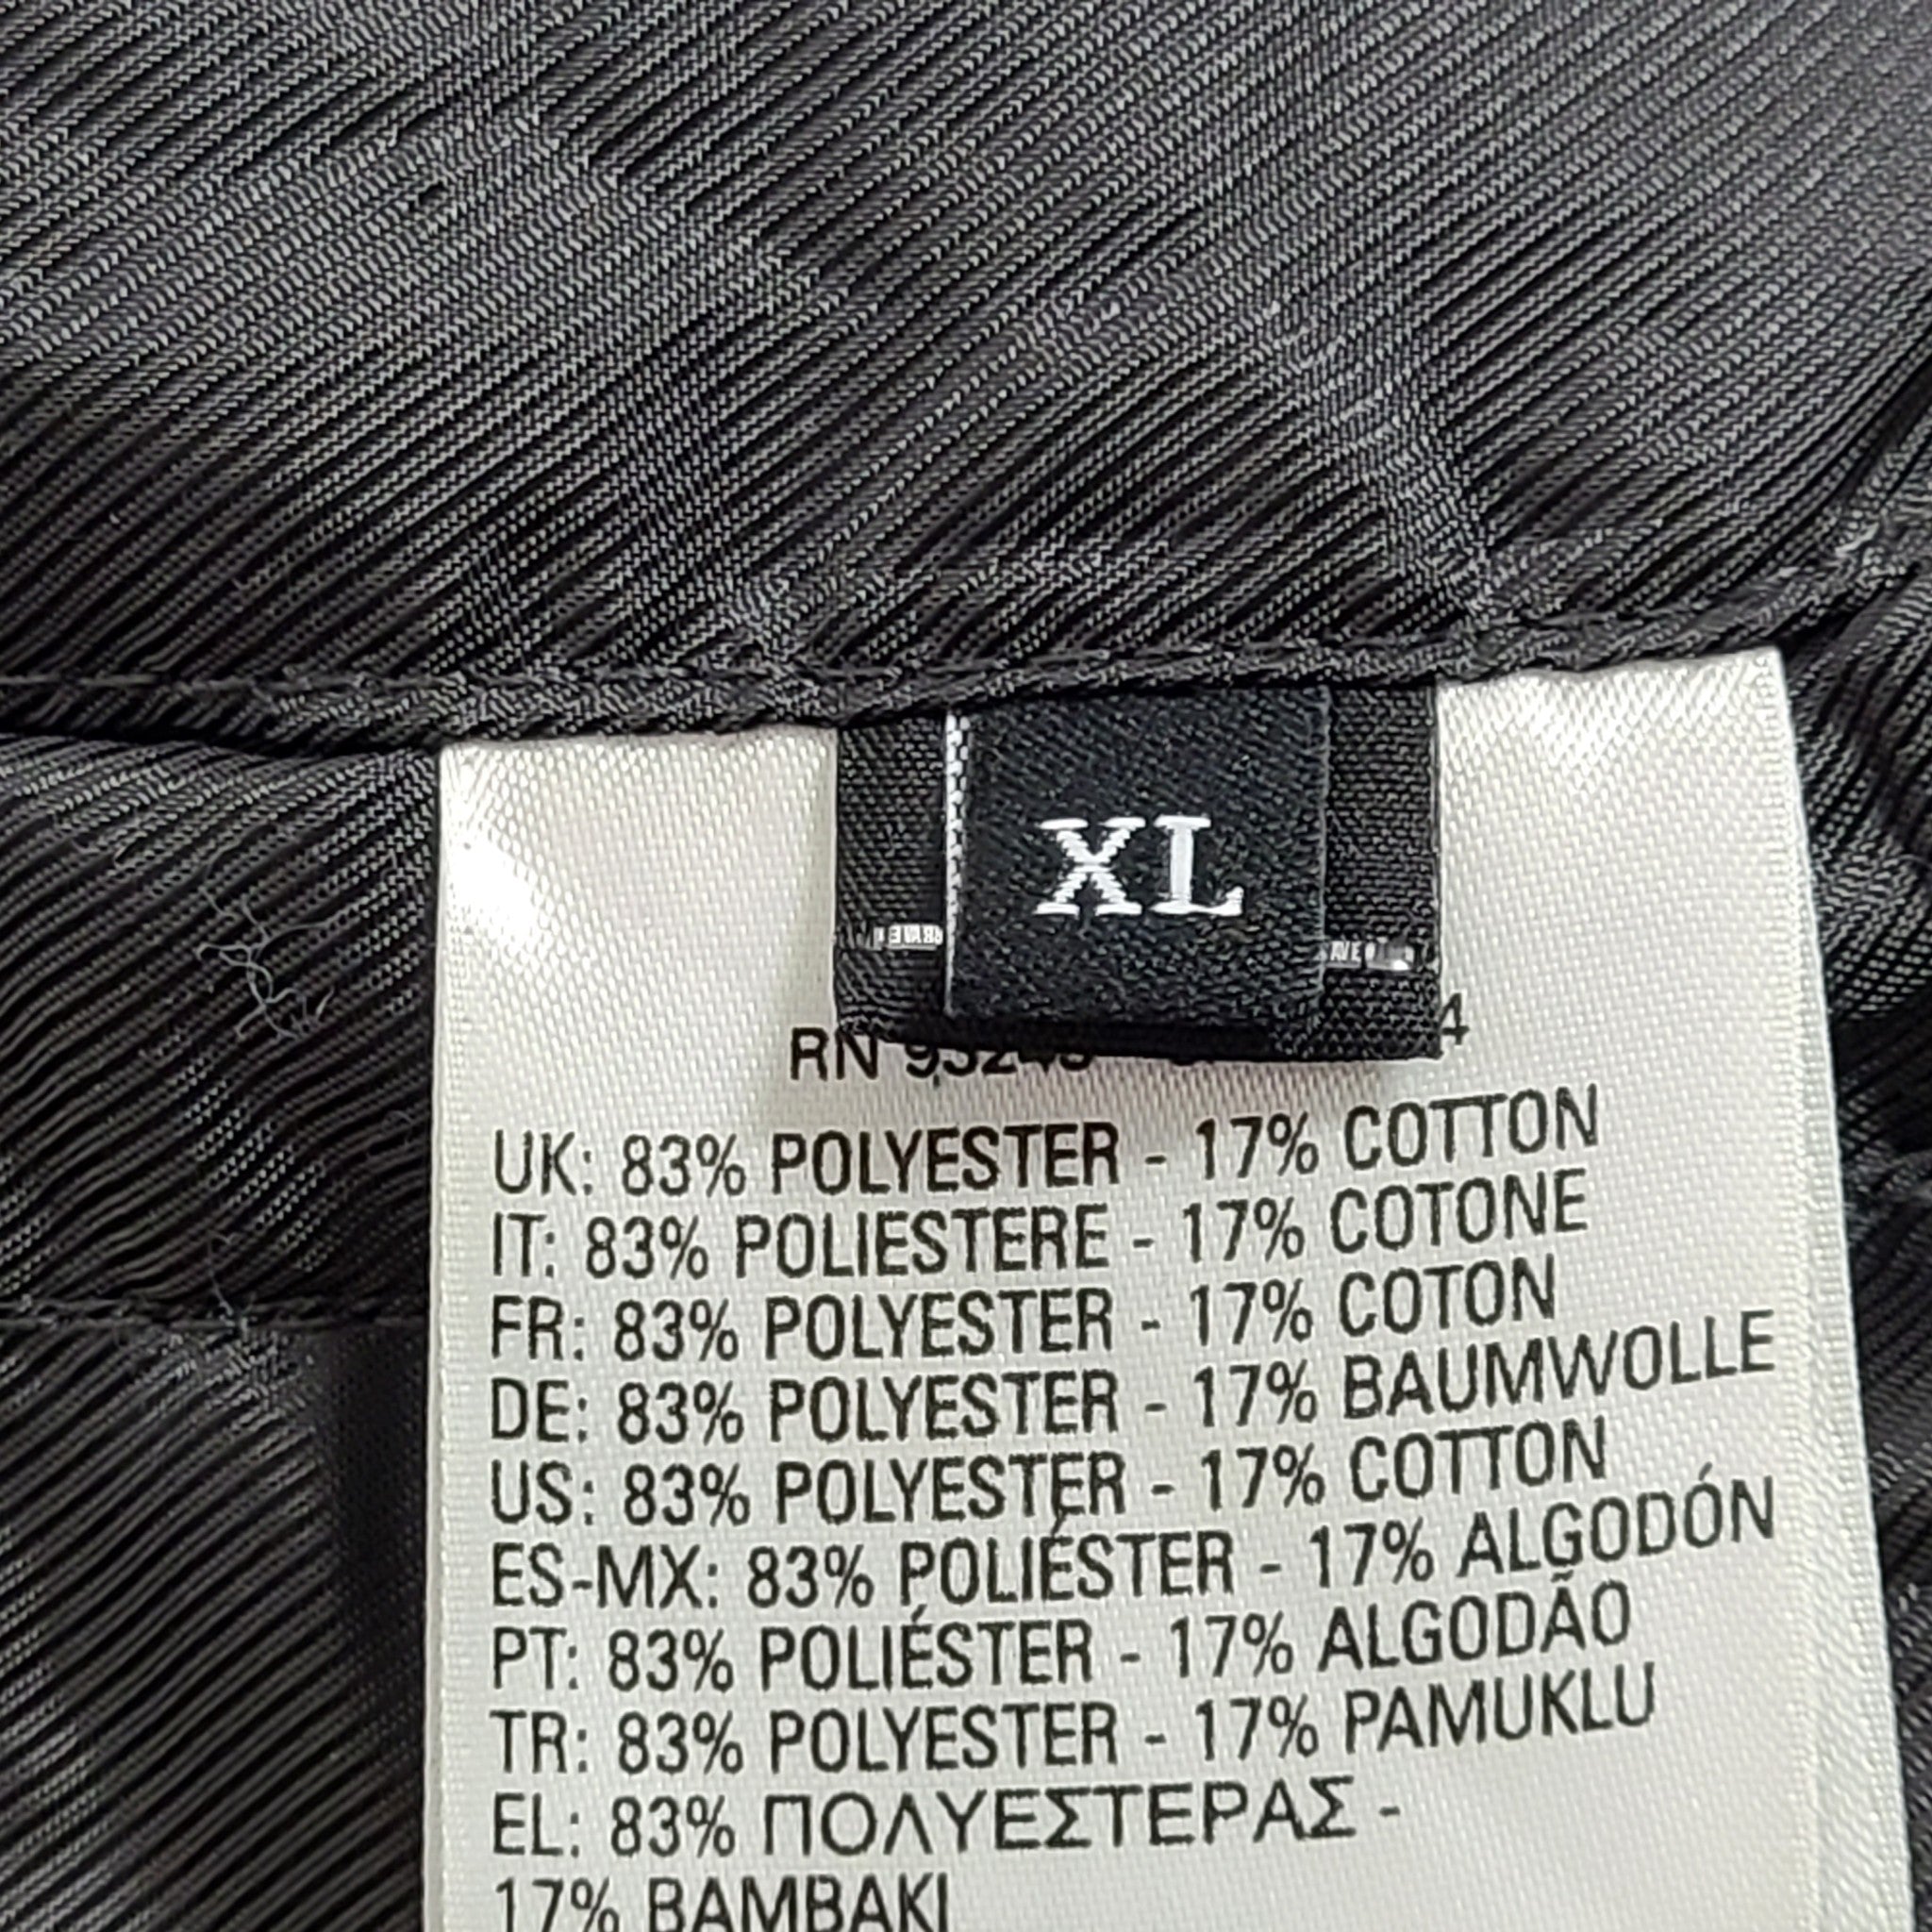 XL
RN
4
UK: 83% POLYESTER - 17% COTTON
IT: 83% POLIESTERE - 17% COTONE
FR: 83% POLYESTER - 17% COTON
DE: 83% POLYESTER - 17% BAUMWOLLE
US: 83% POLYESTER - 17% COTTON
ES-MX: 83% POLIÉSTER - 17% ALGODÓN
PT: 83% POLIÉSTER - 17% ALGODÃO
TR: 83% POLYESTER - 17% PAMUKLU
EL: 83% ΠΟΛΥΕΣΤΕΡΑΣ -
17% ΒΑΜΒΑΚΙ